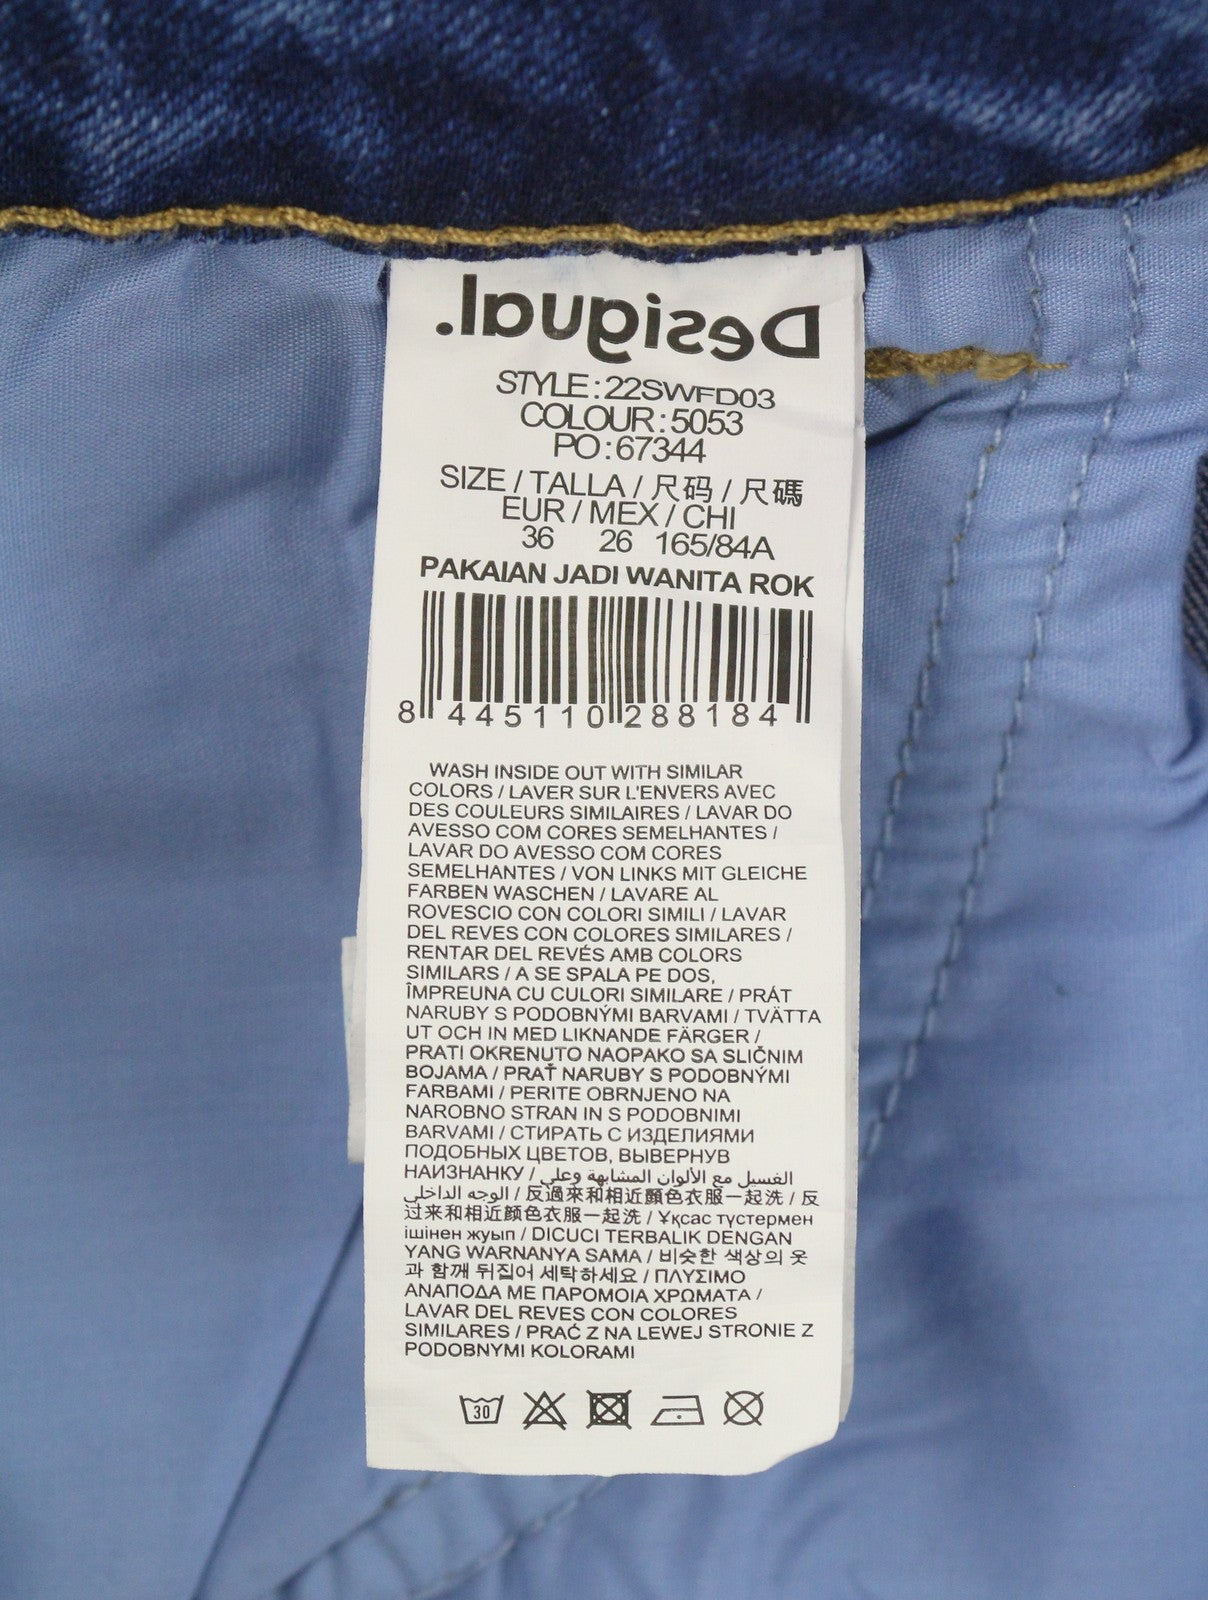 Desigual.
STYLE:22SWFD03
COLOUR:5053
PO:67344
SIZE / TALLA / 尺码 / 尺碼
EUR / MEX / CHI
36 26 165/84A
PAKAIAN JADI WANITA ROK
8 445110 288184
WASH INSIDE OUT WITH SIMILAR
COLORS / LAVER SUR L'ENVERS AVEC
DES COULEURS SIMILAIRES / LAVAR DO
AVESSO COM CORES SEMELHANTES /
LAVAR DO AVESSO COM CORES
SEMELHANTES / VON LINKS MIT GLEICHE
FARBEN WASCHEN / LAVARE AL
ROVESCIO CON COLORI SIMILI / LAVAR
DEL REVES CON COLORES SIMILARES /
RENTAR DEL REVÉS AMB COLORS
SIMILARS / A SE SPALA PE DOS,
ÎMPREUNA CU CULORI SIMILARE / PRÁT
NARUBY S PODOBNÝMI BARVAMI / TVÄTTA
UT OCH IN MED LIKNANDE FÄRGER /
PRATI OKRENUTO NAOPAKO SA SLIČNIM
BOJAMA / PRAŤ NARUBY S PODOBNÝMI
FARBAMI / PERITE OBRNJENO NA
NAROBNO STRAN IN S PODOBNIMI
BARVAMI / СТИРАТЬ С ИЗДЕЛИЯМИ
ПОДОБНЫХ ЦВЕТОВ, ВЫВЕРНУВ
НАИЗНАНКУ / الغسيل مع الألوان المشابهة وعلى
الوجه الداخلي / 反過來和相近顏色衣服一起洗 / 反
过来和相近颜色衣服一起洗 / Ұқсас түстермен
ішінен жуып / DICUCI TERBALIK DENGAN
YANG WARNANYA SAMA / 비슷한 색상의 옷
과 함께 뒤집어 세탁하세요 / ΠΛΥΣΙΜΟ
ΑΝΑΠΟΔΑ ΜΕ ΠΑΡΟΜΟΙΑ ΧΡΩΜΑΤΑ /
LAVAR DEL REVES CON COLORES
SIMILARES / PRAĆ Z NA LEWEJ STRONIE Z
PODOBNYMI KOLORAMI
30